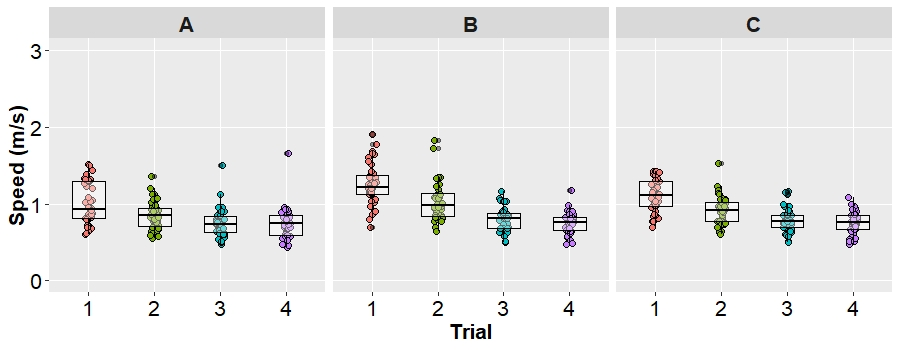 A B C
Speed (m/s)
3
2
1
0
1 2 3 4 1 2 3 4 1 2 3 4
Trial